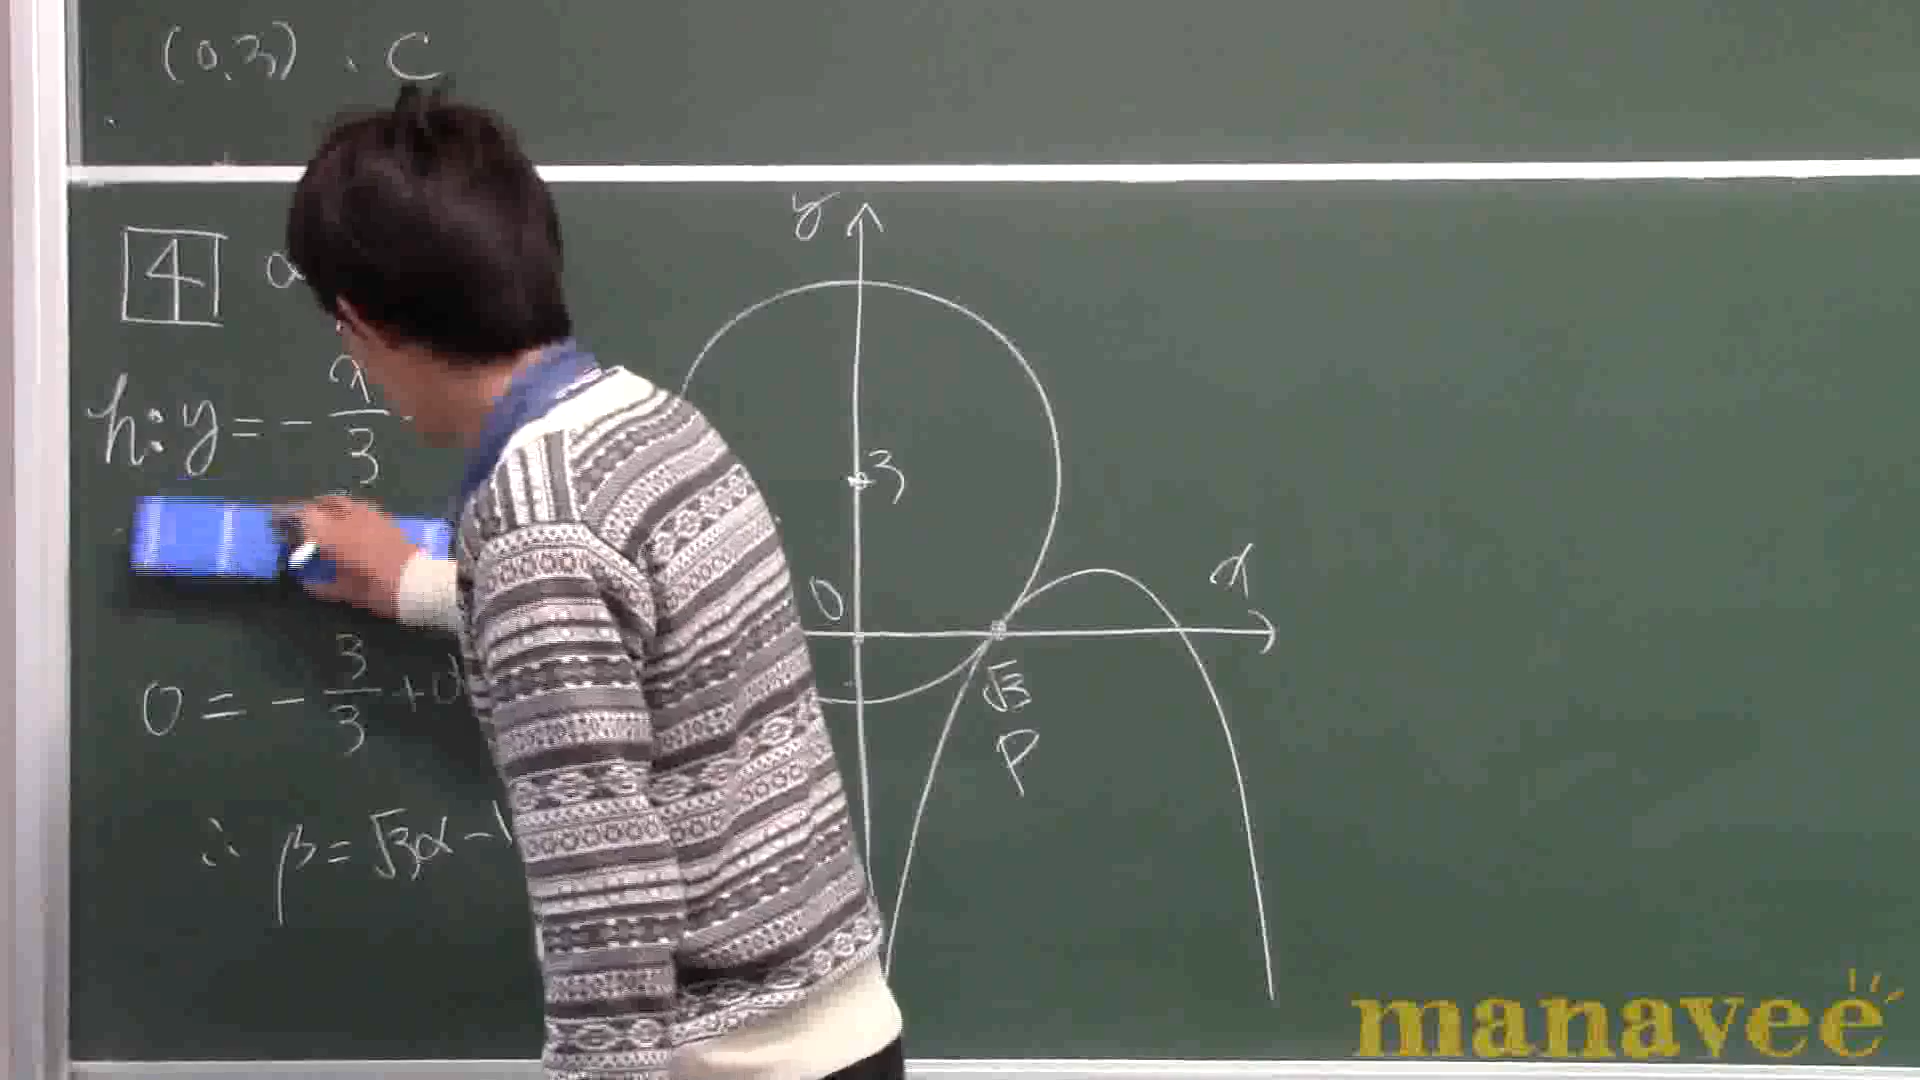 (0,3) C
4 α
h: y = -x/3
0 = - 3/3 + α
∴ β = √3α - 1
y
3
0
x
√3
P
manavee